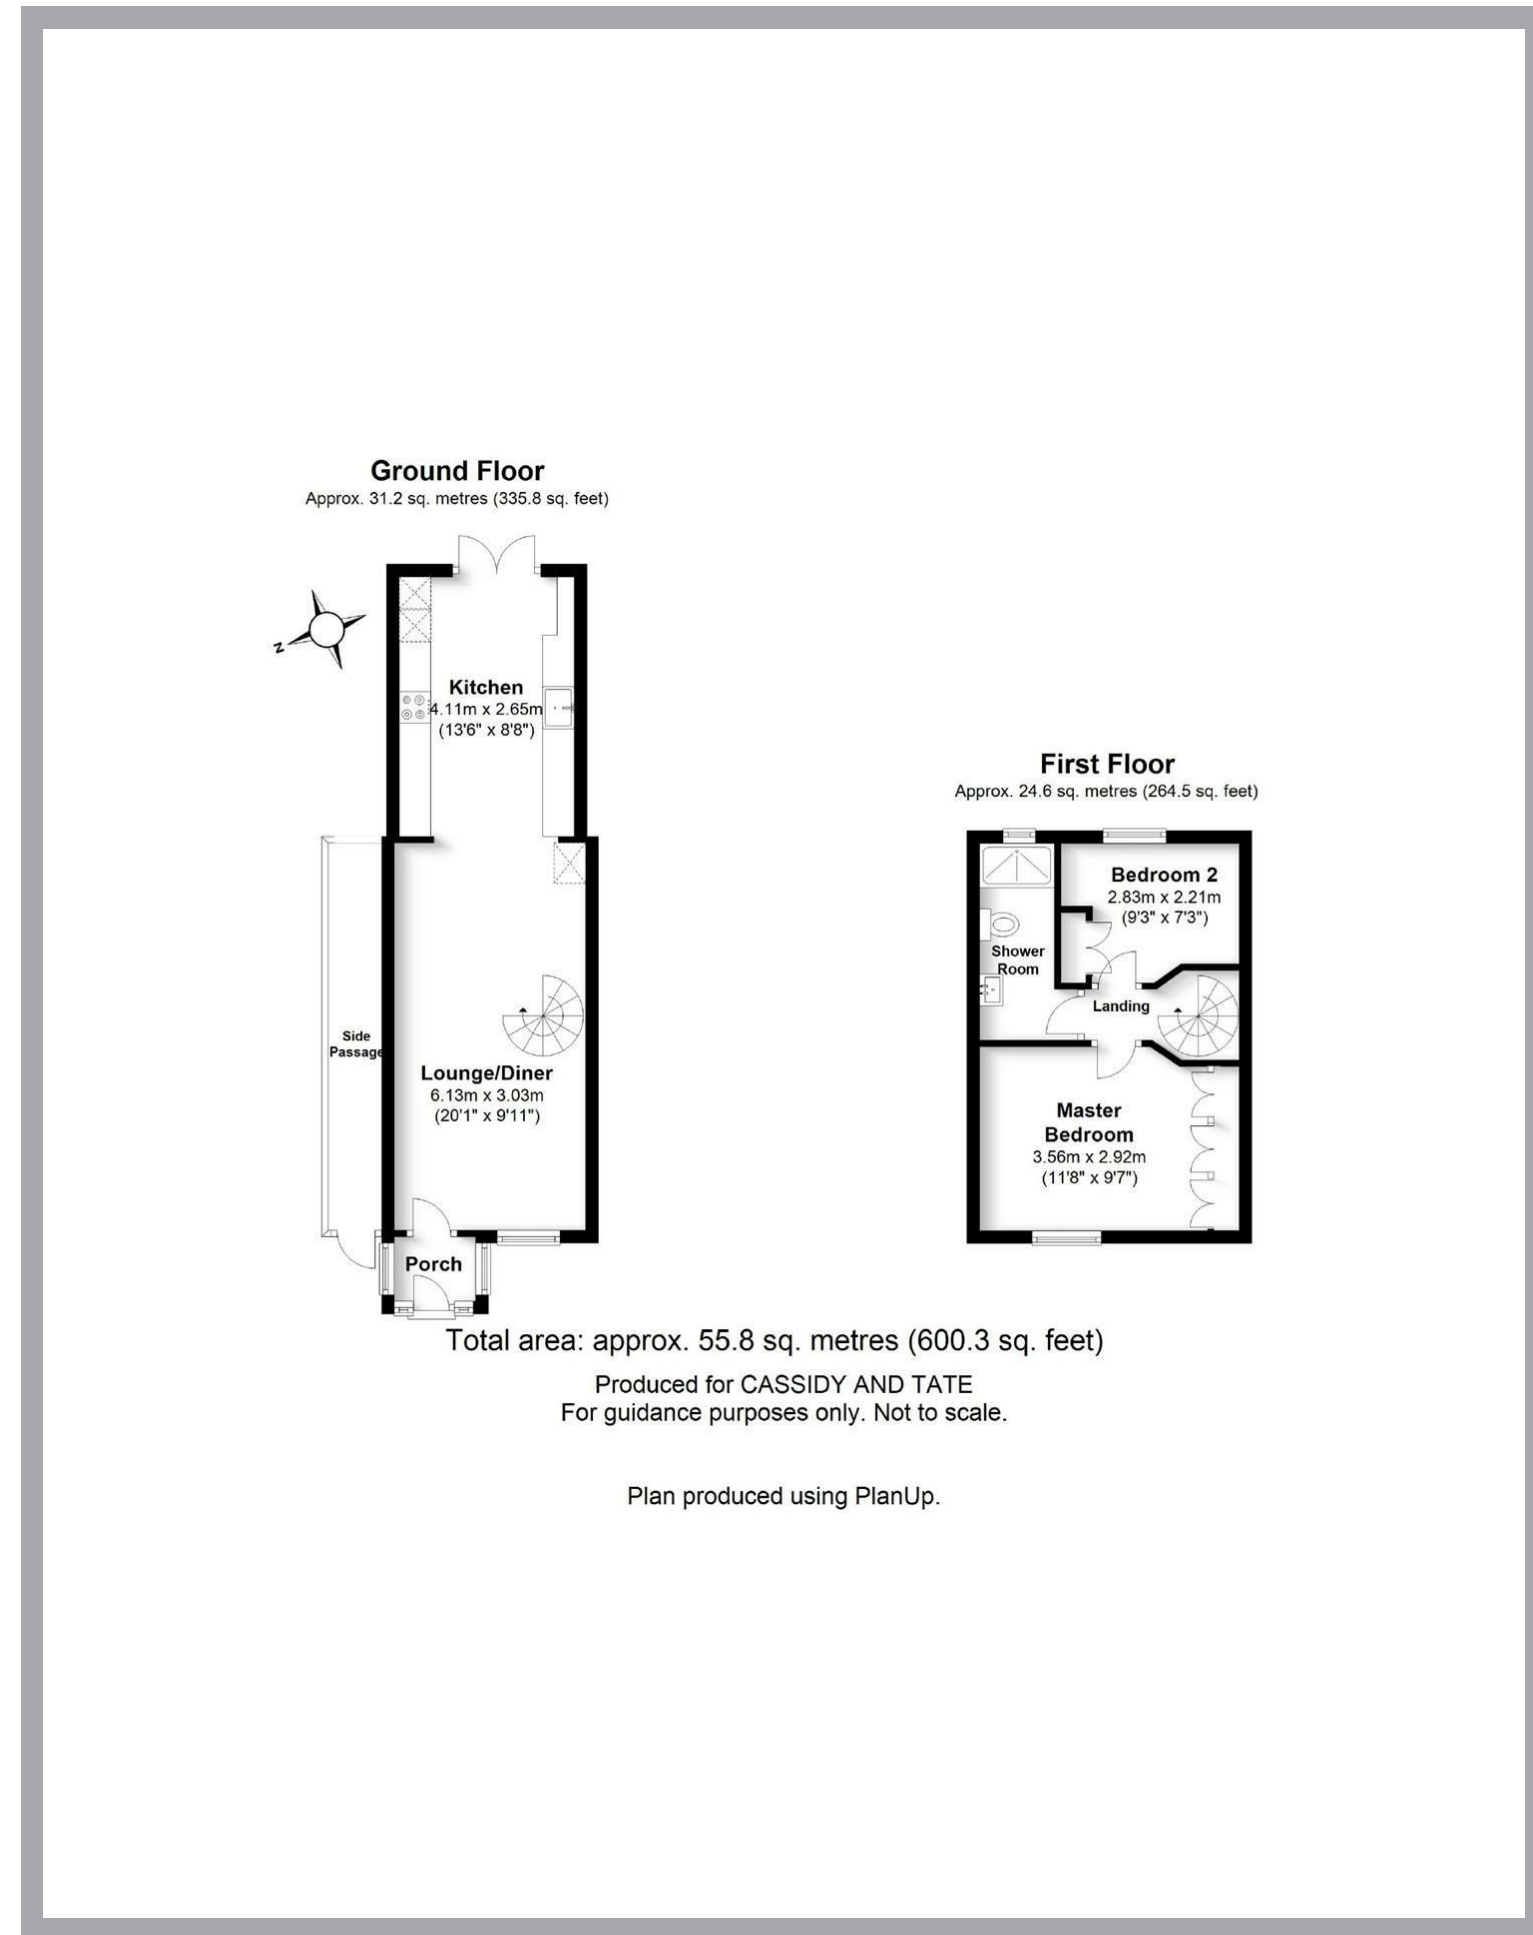 Ground Floor
Approx. 31.2 sq. metres (335.8 sq. feet)
N
Kitchen
4.11m x 2.65m
(13'6" x 8'8")
Side
Passage
Lounge/Diner
6.13m x 3.03m
(20'1" x 9'11")
Porch
First Floor
Approx. 24.6 sq. metres (264.5 sq. feet)
Bedroom 2
2.83m x 2.21m
(9'3" x 7'3")
Shower
Room
Landing
Master
Bedroom
3.56m x 2.92m
(11'8" x 9'7")
Total area: approx. 55.8 sq. metres (600.3 sq. feet)
Produced for CASSIDY AND TATE
For guidance purposes only. Not to scale.
Plan produced using PlanUp.